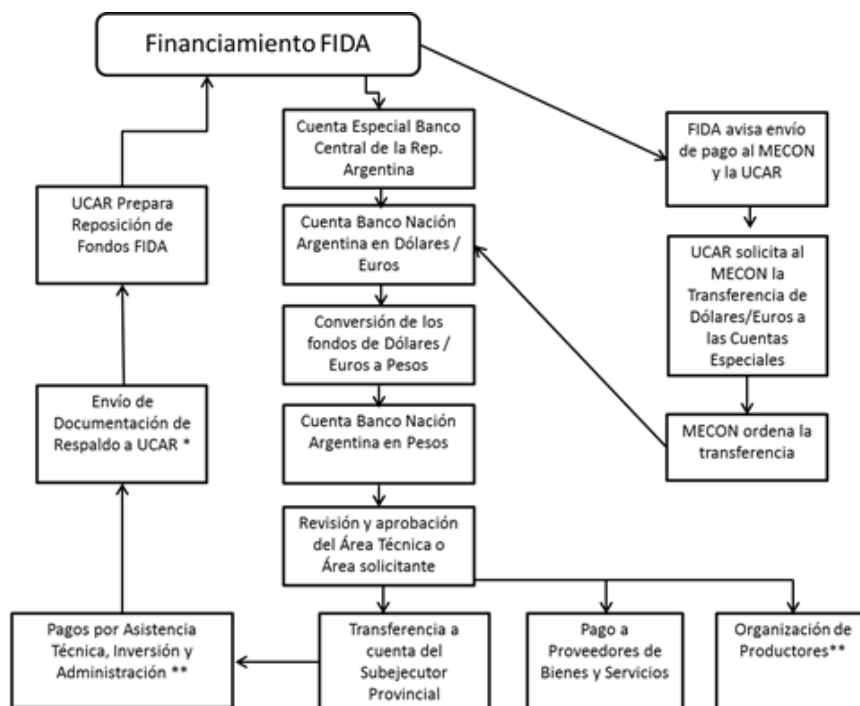 Financiamiento FIDA
Cuenta Especial Banco
Central de la Rep.
Argentina
FIDA avisa envío
de pago al MECON
y la UCAR
UCAR Prepara
Reposición de
Fondos FIDA
Cuenta Banco Nación
Argentina en Dólares /
Euros
UCAR solicita al
MECON la
Transferencia de
Dólares/Euros a
las Cuentas
Especiales
Conversión de los
fondos de Dólares /
Euros a Pesos
Envío de
Documentación de
Respaldo a UCAR *
Cuenta Banco Nación
Argentina en Pesos
MECON ordena la
transferencia
Revisión y aprobación
del Área Técnica o
Área solicitante
Pagos por Asistencia
Técnica, Inversión y
Administración **
Transferencia a
cuenta del
Subejecutor
Provincial
Pago a
Proveedores de
Bienes y Servicios
Organización de
Productores**